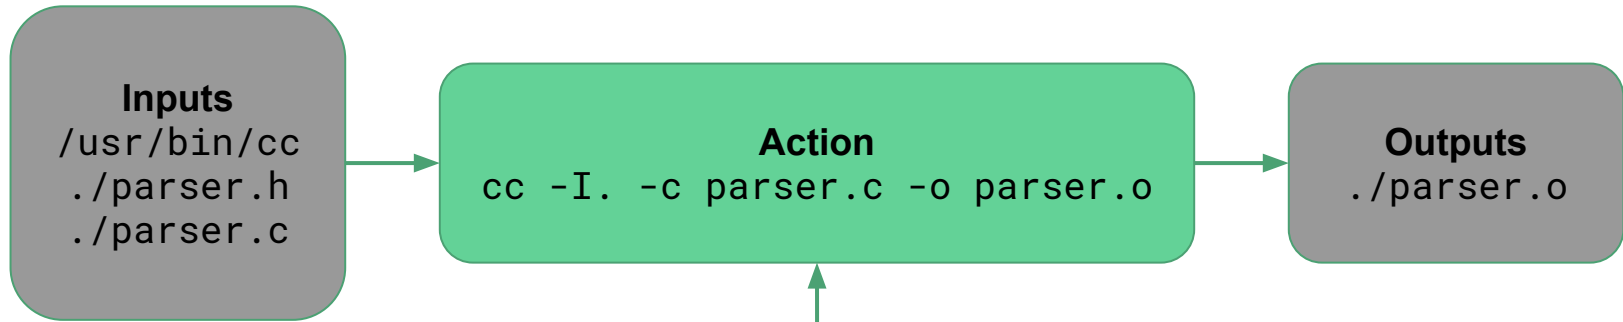 Inputs
/usr/bin/cc
./parser.h
./parser.c
Action
cc -I. -c parser.c -o parser.o
Outputs
./parser.o